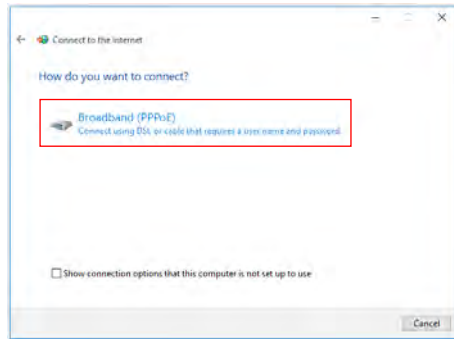 Connect to the Internet
How do you want to connect?
Broadband (PPPoE)
Connect using DSL or cable that requires a user name and password.
Show connection options that this computer is not set up to use
Cancel